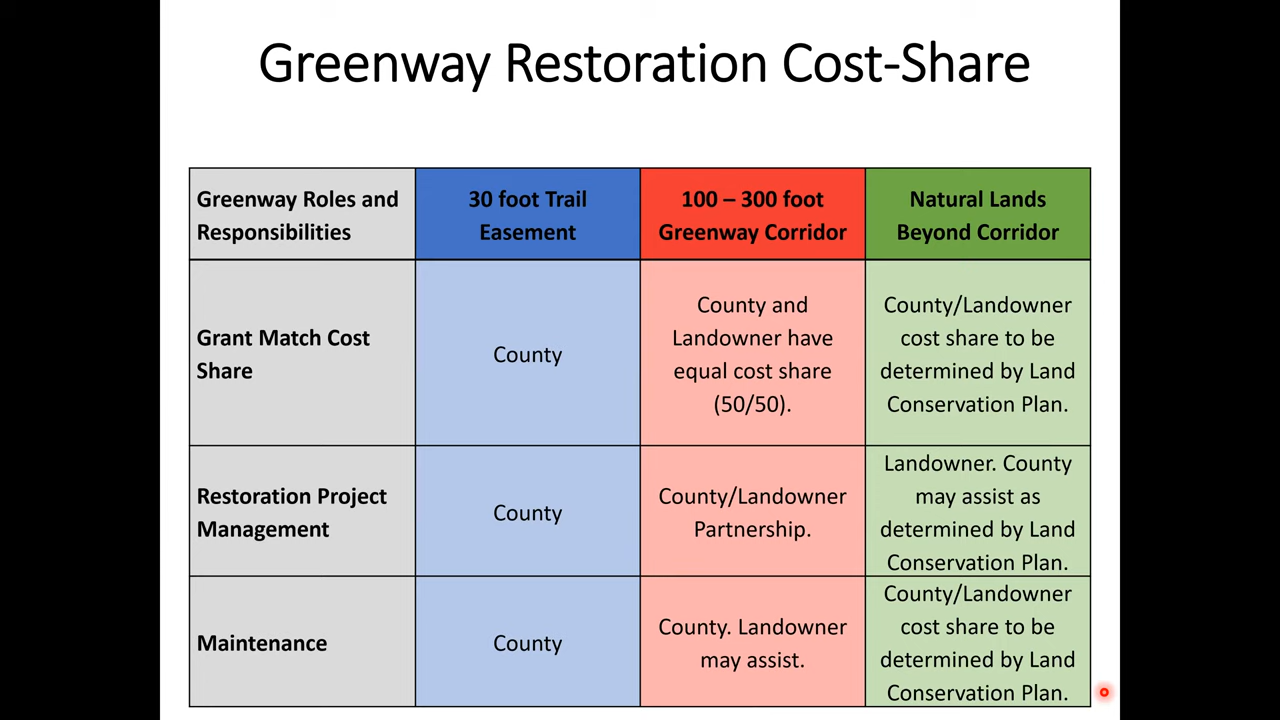 Greenway Restoration Cost-Share
Greenway Roles and
Responsibilities
30 foot Trail
Easement
100 – 300 foot
Greenway Corridor
Natural Lands
Beyond Corridor
Grant Match Cost
Share
County
County and
Landowner have
equal cost share
(50/50).
County/Landowner
cost share to be
determined by Land
Conservation Plan.
Restoration Project
Management
County
County/Landowner
Partnership.
Landowner. County
may assist as
determined by Land
Conservation Plan.
Maintenance
County
County. Landowner
may assist.
County/Landowner
cost share to be
determined by Land
Conservation Plan.